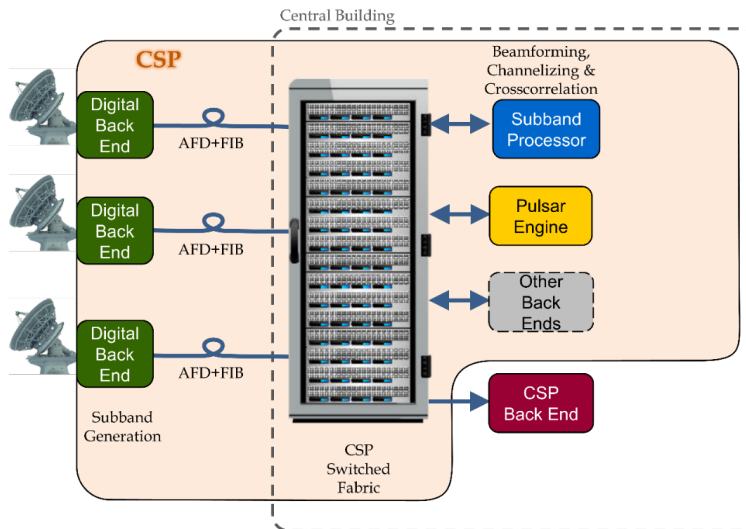 Central Building
CSP
Beamforming,
Channelizing &
Crosscorrelation
Digital
Back
End
AFD+FIB
Subband
Processor
Digital
Back
End
AFD+FIB
Pulsar
Engine
Other
Back
Ends
Digital
Back
End
AFD+FIB
CSP
Back End
Subband
Generation
CSP
Switched
Fabric